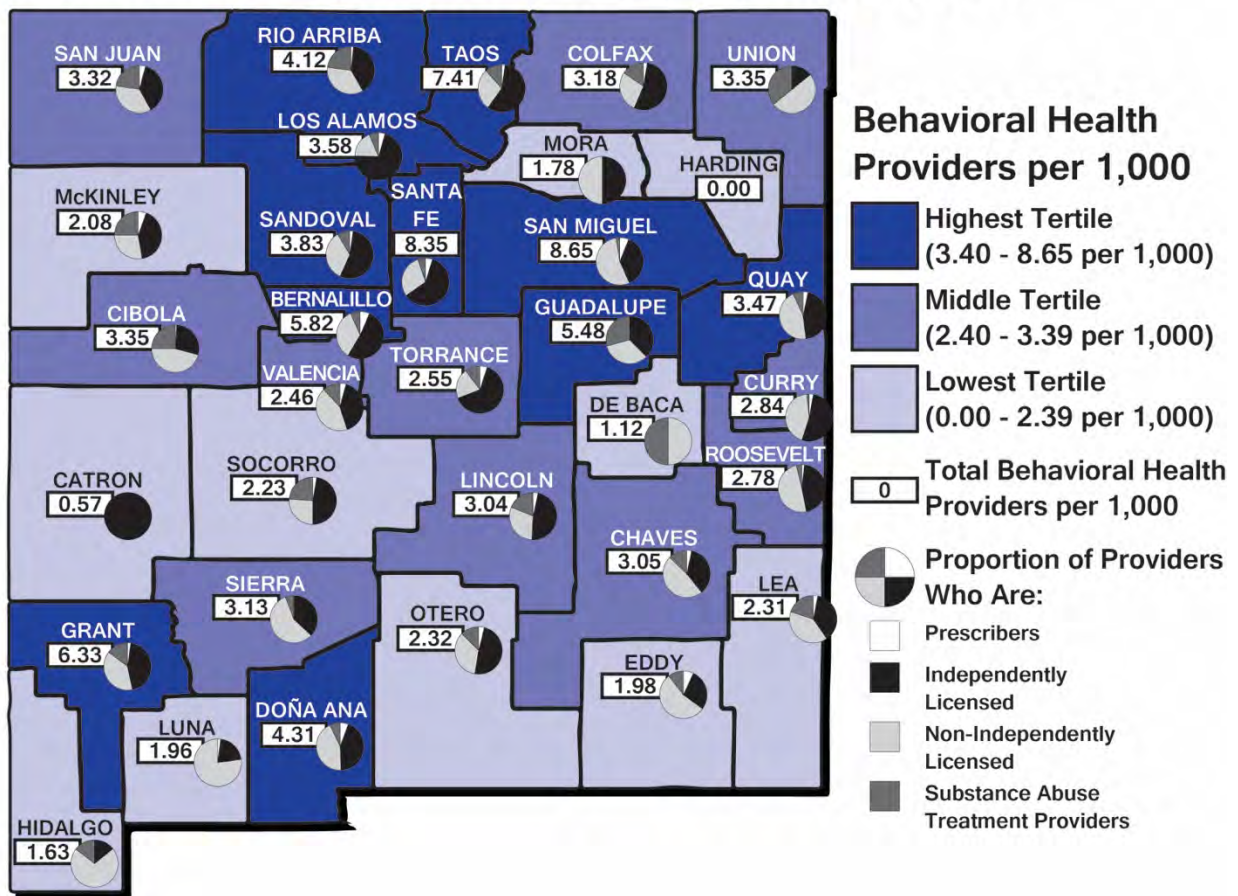 SAN JUAN
3.32
RIO ARRIBA
4.12
TAOS
7.41
COLFAX
3.18
UNION
3.35
LOS ALAMOS
3.58
MORA
1.78
HARDING
0.00
McKINLEY
2.08
SANDOVAL
3.83
SANTA
FE
8.35
SAN MIGUEL
8.65
QUAY
3.47
CIBOLA
3.35
BERNALILLO
5.82
GUADALUPE
5.48
VALENCIA
2.46
TORRANCE
2.55
CURRY
2.84
DE BACA
1.12
ROOSEVELT
2.78
CATRON
0.57
SOCORRO
2.23
LINCOLN
3.04
CHAVES
3.05
LEA
2.31
SIERRA
3.13
OTERO
2.32
GRANT
6.33
EDDY
1.98
LUNA
1.96
DOÑA ANA
4.31
HIDALGO
1.63
Behavioral Health
Providers per 1,000
Highest Tertile
(3.40 - 8.65 per 1,000)
Middle Tertile
(2.40 - 3.39 per 1,000)
Lowest Tertile
(0.00 - 2.39 per 1,000)
0
Total Behavioral Health
Providers per 1,000
Proportion of Providers
Who Are:
Prescribers
Independently
Licensed
Non-Independently
Licensed
Substance Abuse
Treatment Providers